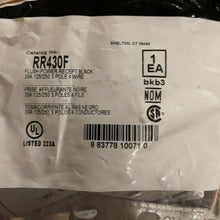 SHELTON, CT 06484
Catalog No.
RR430F
FLUSH POWER RECEPT BLACK
30A 125/250 3 POLE 4 WIRE
PRISE AFFLEURANTE NOIRE
30A 125/250 3 POLES 4 FILS
TOMACORRIENTE AL RAS NEGRO
30A 125/250 3 POLOS 4 CONDUCTORES
1
EA
bkb3
NOM
UL
LISTED 223A
8 83778 10071 0